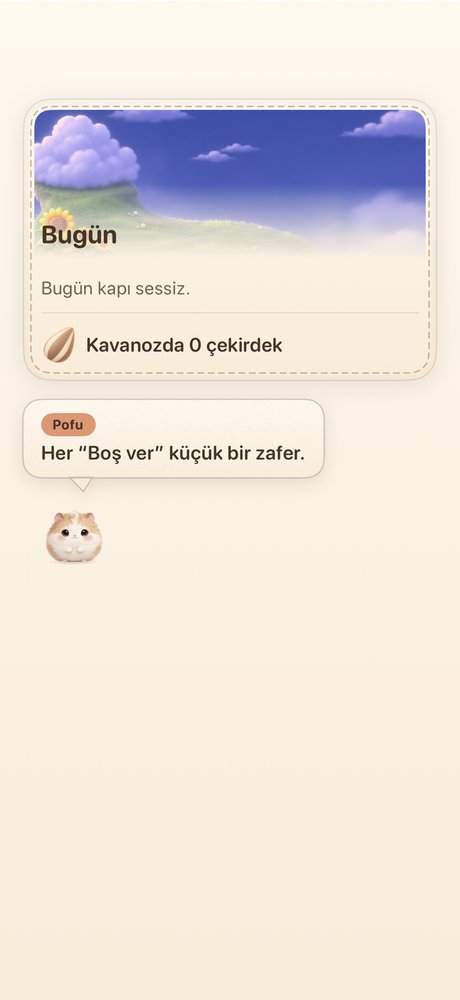 Bugün
Bugün kapı sessiz.
Kavanozda 0 çekirdek
Pofu
Her “Boş ver” küçük bir zafer.